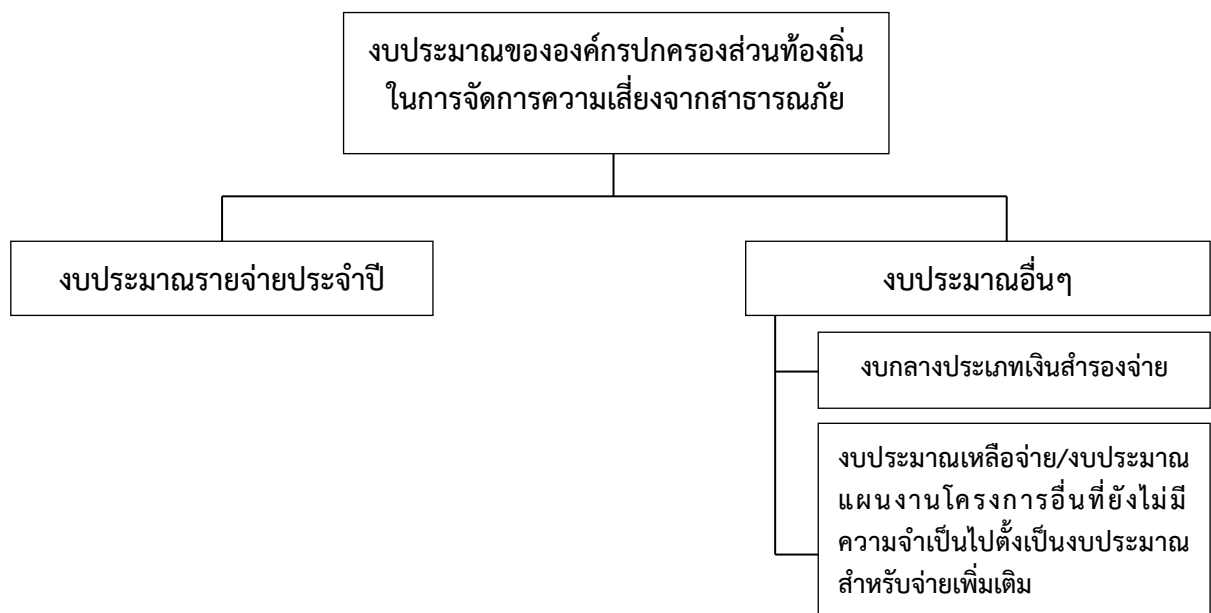 งบประมาณขององค์กรปกครองส่วนท้องถิ่น
ในการจัดการความเสี่ยงจากสาธารณภัย
งบประมาณรายจ่ายประจำปี
งบประมาณอื่นๆ
งบกลางประเภทเงินสำรองจ่าย
งบประมาณเหลือจ่าย/งบประมาณ
แผนงานโครงการอื่นที่ยังไม่มี
ความจำเป็นไปตั้งเป็นงบประมาณ
สำหรับจ่ายเพิ่มเติม